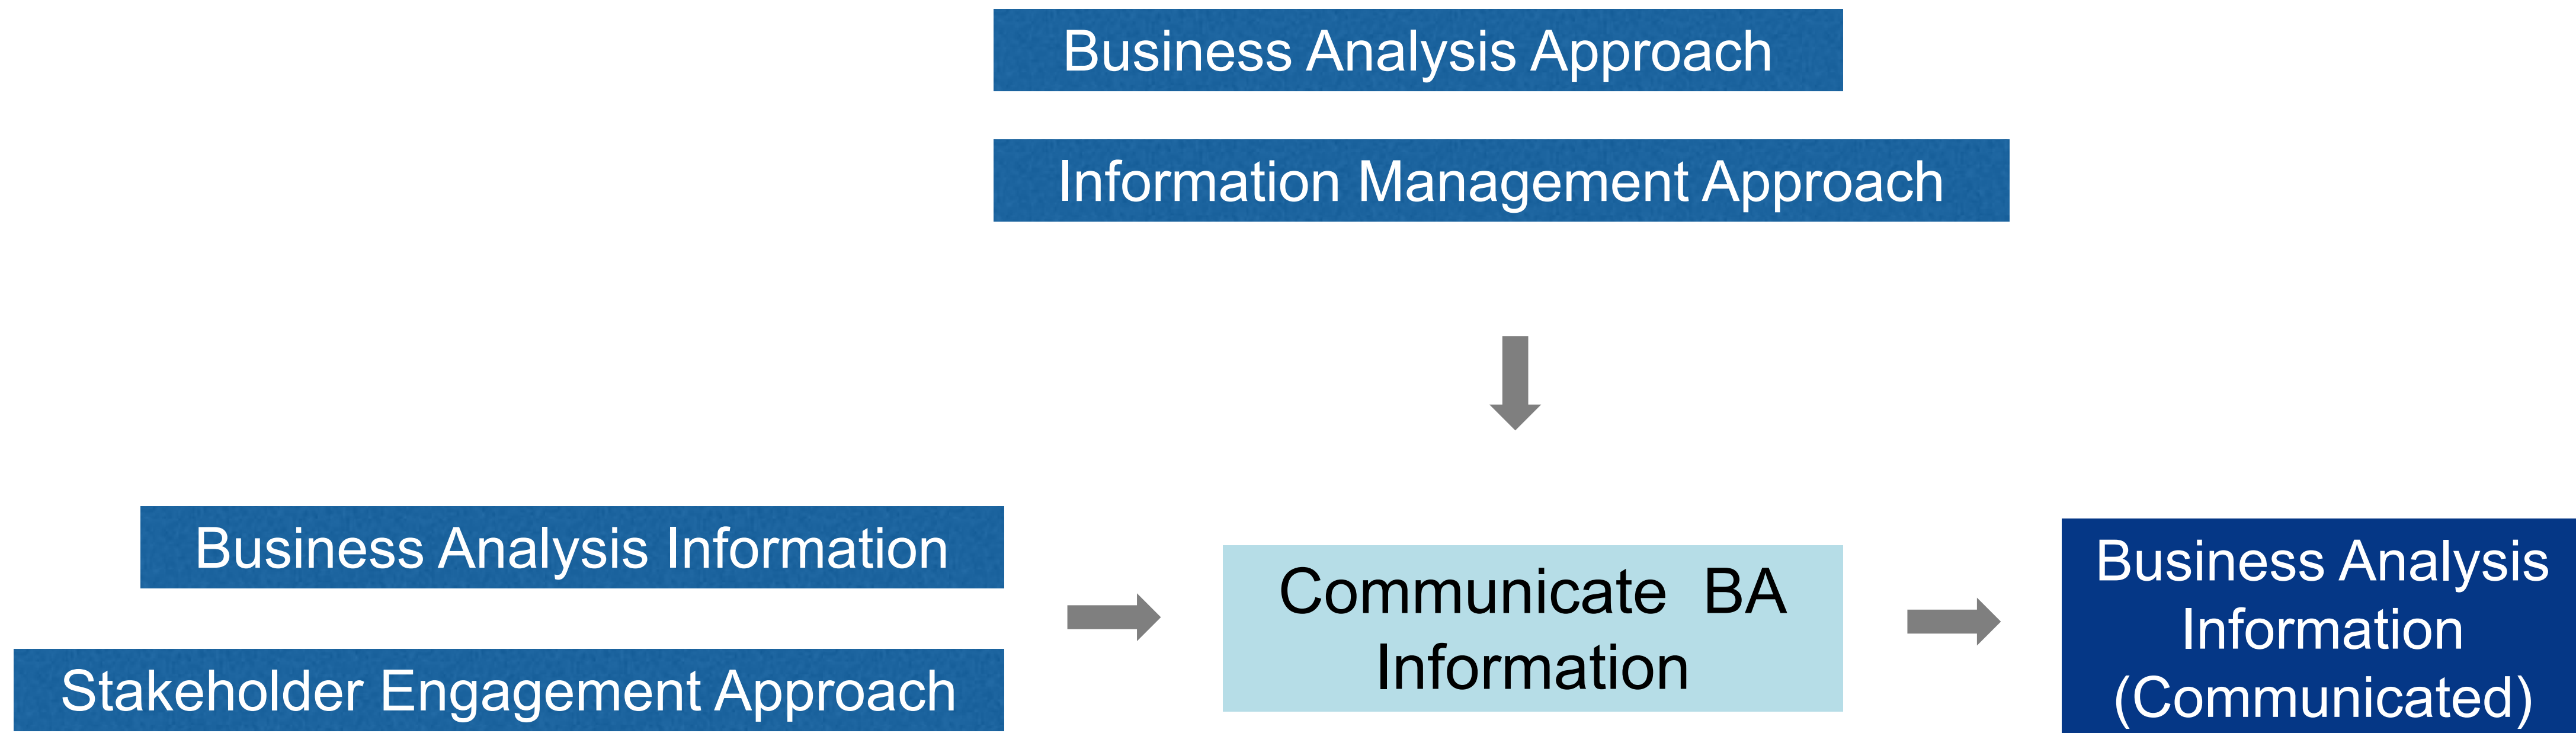 Business Analysis Approach
Information Management Approach
Business Analysis Information
Stakeholder Engagement Approach
Communicate BA
Information
Business Analysis
Information
(Communicated)